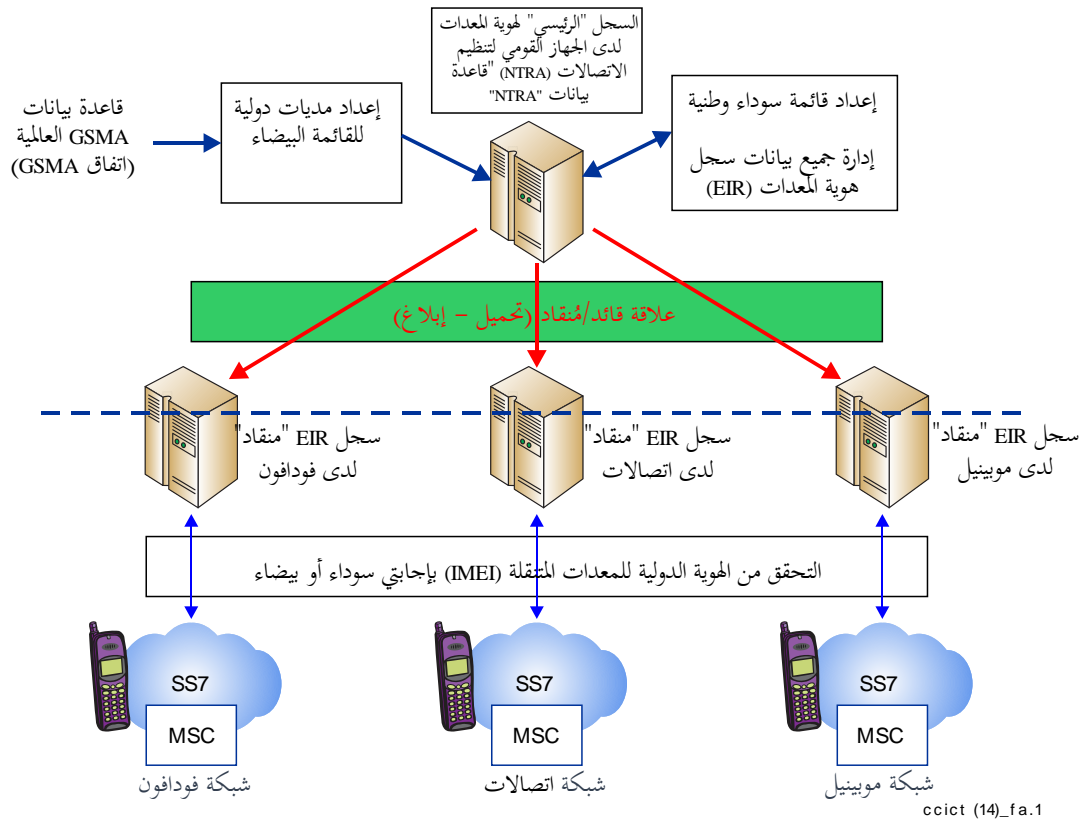 السجل "الرئيسي" لهوية المعدات
لدى الجهاز القومي لتنظيم
الاتصالات (NTRA) "قاعدة
بيانات NTRA"
إعداد قائمة سوداء وطنية
إدارة جميع بيانات سجل
هوية المعدات (EIR)
إعداد مديات دولية
للقائمة البيضاء
قاعدة بيانات
GSMA العالمية
(اتفاق GSMA)
علاقة قائد/مُنقاد (تحميل – إبلاغ)
سجل EIR "منقاد"
لدى موبينيل
سجل EIR "منقاد"
لدى اتصالات
سجل EIR "منقاد"
لدى فودافون
التحقق من الهوية الدولية للمعدات المتنقلة (IMEI) بإجابتي سوداء أو بيضاء
SS7
MSC
شبكة موبينيل
SS7
MSC
شبكة اتصالات
SS7
MSC
شبكة فودافون
ccict (14)_fa.1